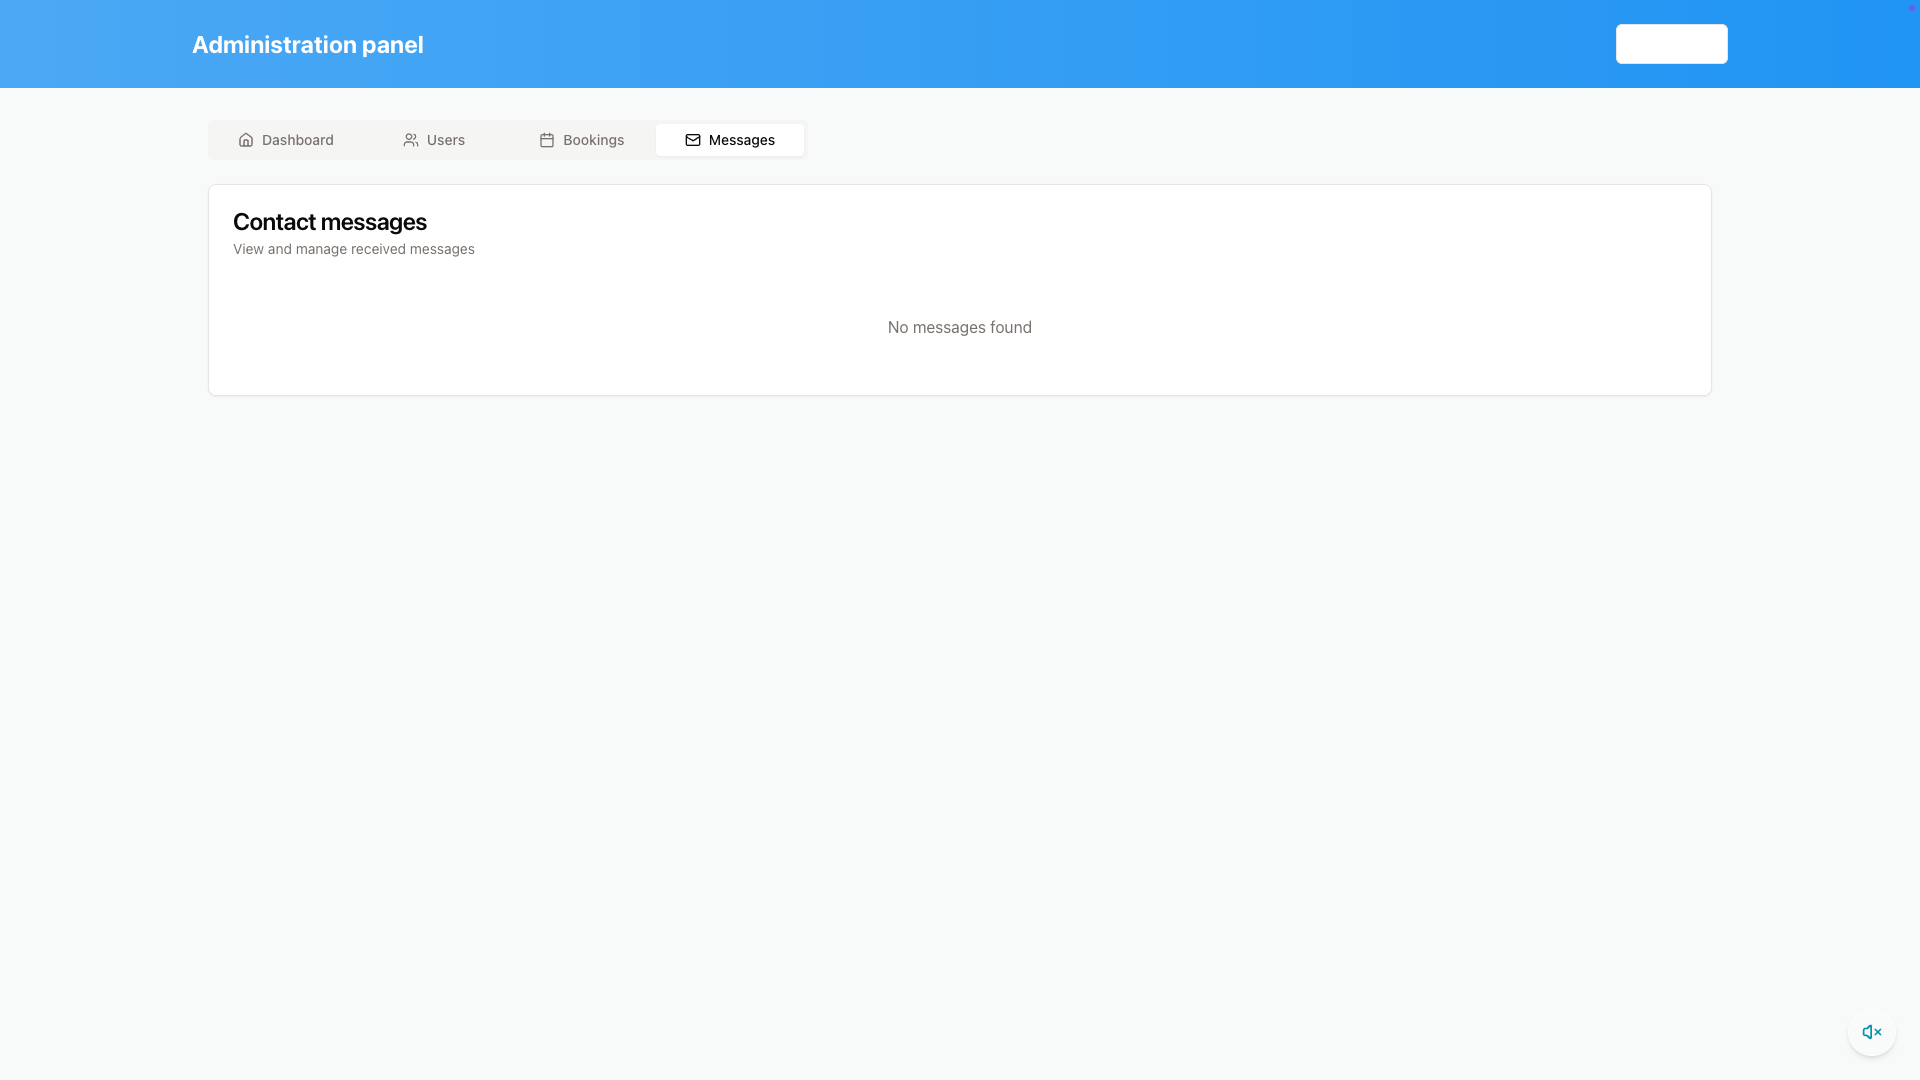 Administration panel
Dashboard
Users
Bookings
Messages
Contact messages
View and manage received messages
No messages found